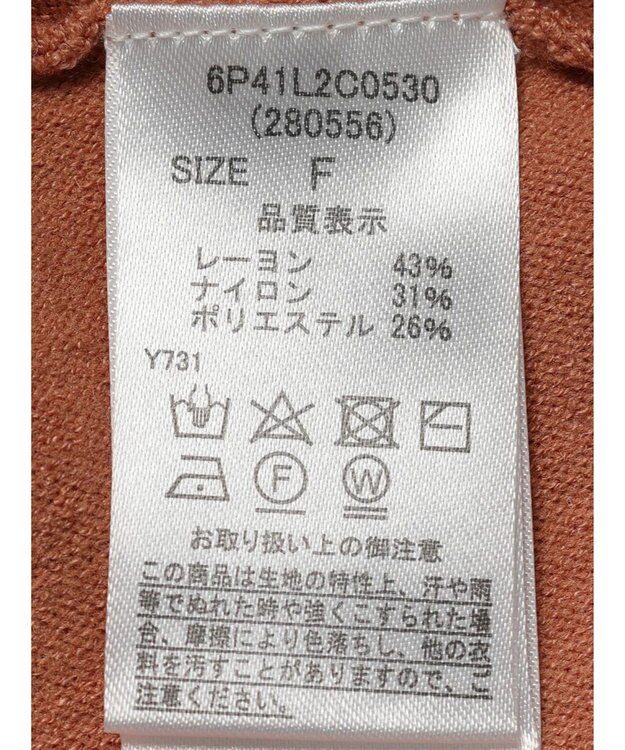 6P41L2C0530
(280556)
SIZE F
品質表示
レーヨン 43%
ナイロン 31%
ポリエステル 26%
Y731
F W
お取り扱い上の御注意
この商品は生地の特性上、汗や雨
等でぬれた時や強くこすられた場
合、摩擦により色落ちし、他の衣
料を汚すことがありますので、ご
注意ください。